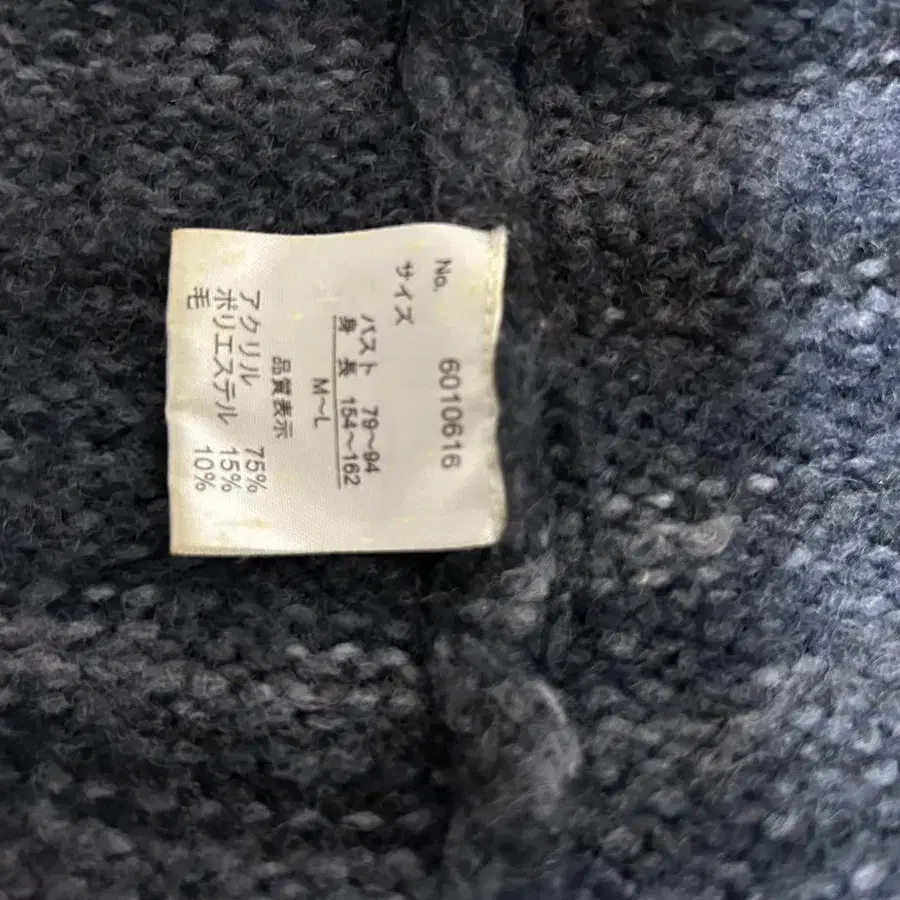 No. 6010616
サイズ
バスト 79～94
身長 154～162
M～L
品質表示
アクリル 75%
ポリエステル 15%
毛 10%